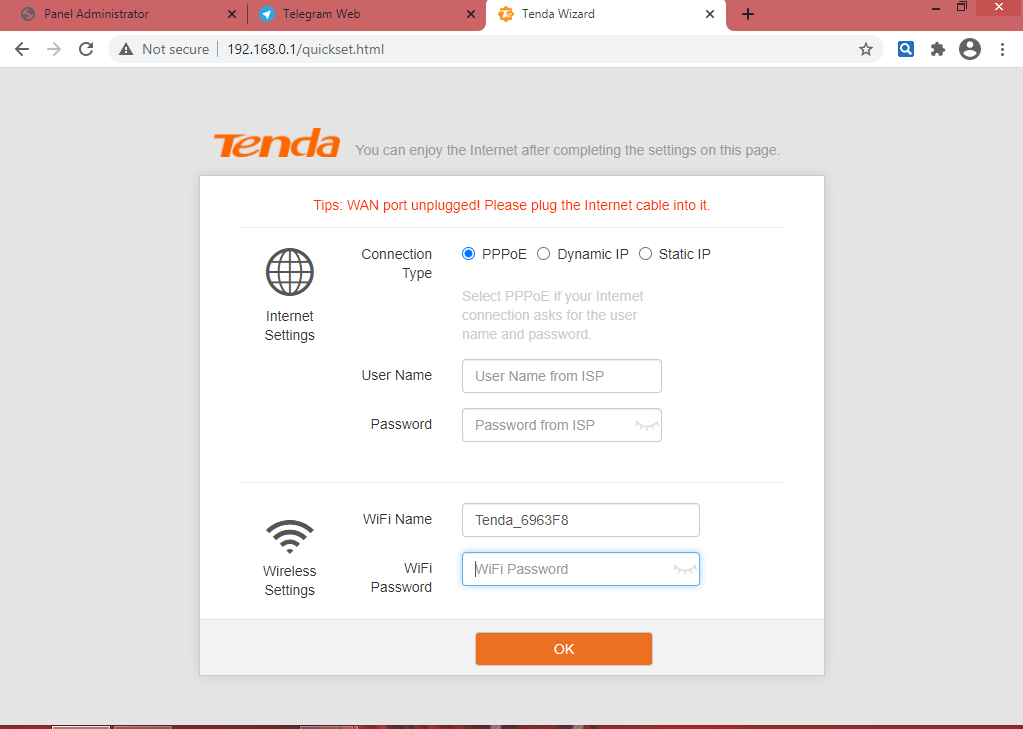 Panel Administrator
Telegram Web
Tenda Wizard
Not secure
192.168.0.1/quickset.html
Tenda
You can enjoy the Internet after completing the settings on this page.
Tips: WAN port unplugged! Please plug the Internet cable into it.
Internet
Settings
Connection
Type
PPPoE
Dynamic IP
Static IP
Select PPPoE if your Internet
connection asks for the user
name and password.
User Name
User Name from ISP
Password
Password from ISP
Wireless
Settings
WiFi Name
Tenda_6963F8
WiFi
Password
WiFi Password
OK